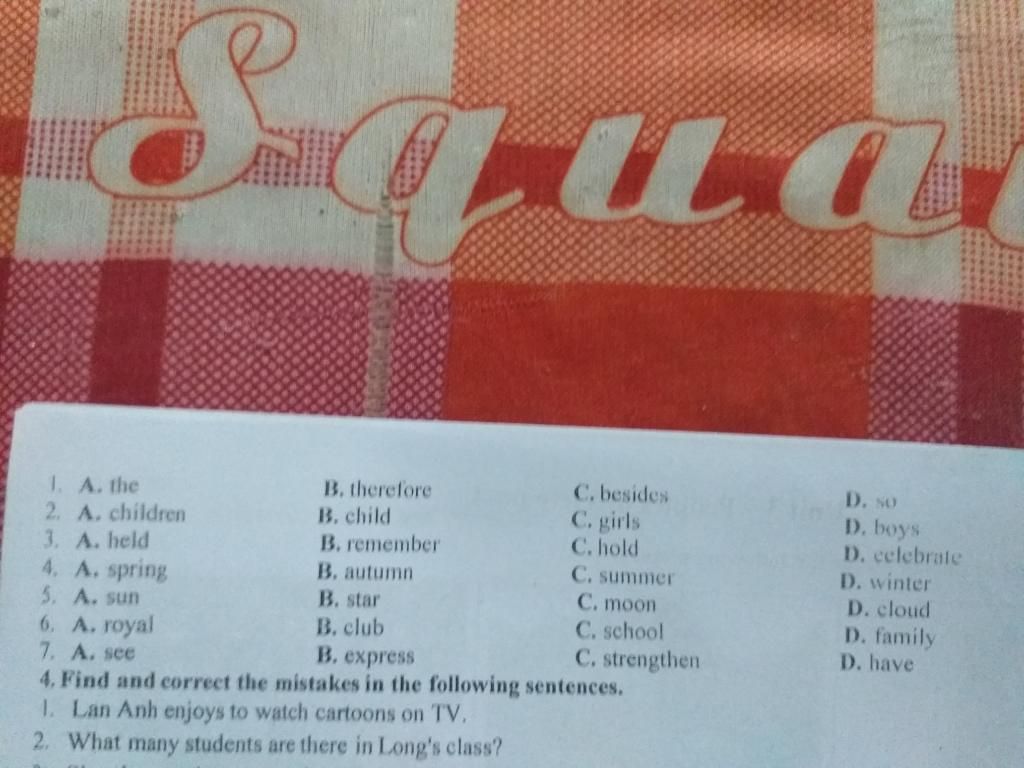 Squa
1. A. the B. therefore C. besides D. so
2. A. children B. child C. girls D. boys
3. A. held B. remember C. hold D. celebrate
4. A. spring B. autumn C. summer D. winter
5. A. sun B. star C. moon D. cloud
6. A. royal B. club C. school D. family
7. A. see B. express C. strengthen D. have
4. Find and correct the mistakes in the following sentences.
1. Lan Anh enjoys to watch cartoons on TV.
2. What many students are there in Long's class?